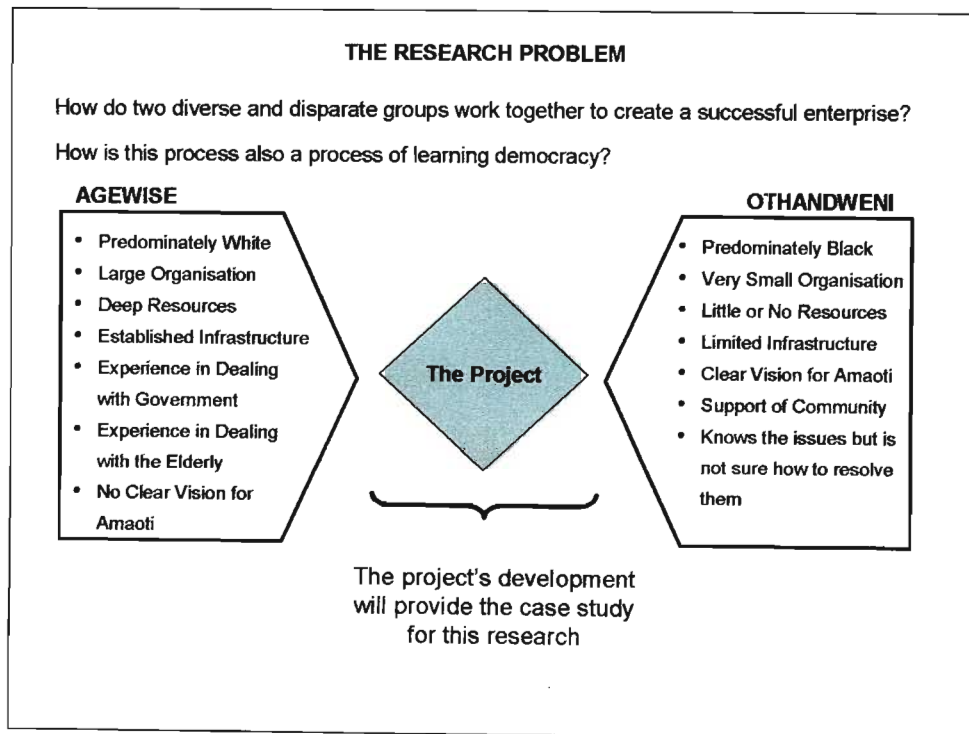 THE RESEARCH PROBLEM
How do two diverse and disparate groups work together to create a successful enterprise?
How is this process also a process of learning democracy?
AGEWISE
• Predominately White
• Large Organisation
• Deep Resources
• Established Infrastructure
• Experience in Dealing
with Government
• Experience in Dealing
with the Elderly
• No Clear Vision for
Amaoti
The Project
OTHANDWENI
• Predominately Black
• Very Small Organisation
• Little or No Resources
• Limited Infrastructure
• Clear Vision for Amaoti
• Support of Community
• Knows the issues but is
not sure how to resolve
them
The project's development
will provide the case study
for this research